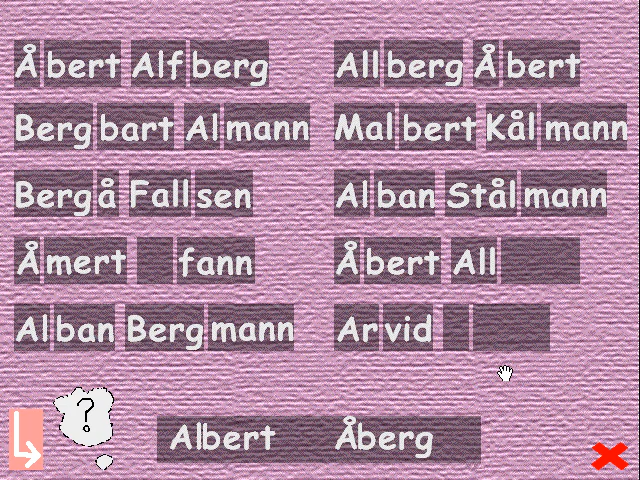 Åbert Alfberg Allberg Åbert
Bergbart Almann Malbert Kålmann
Bergå Fallsen Alban Stålmann
Åmert fann Åbert All
Alban Bergmann Arvid
?
Albert Åberg